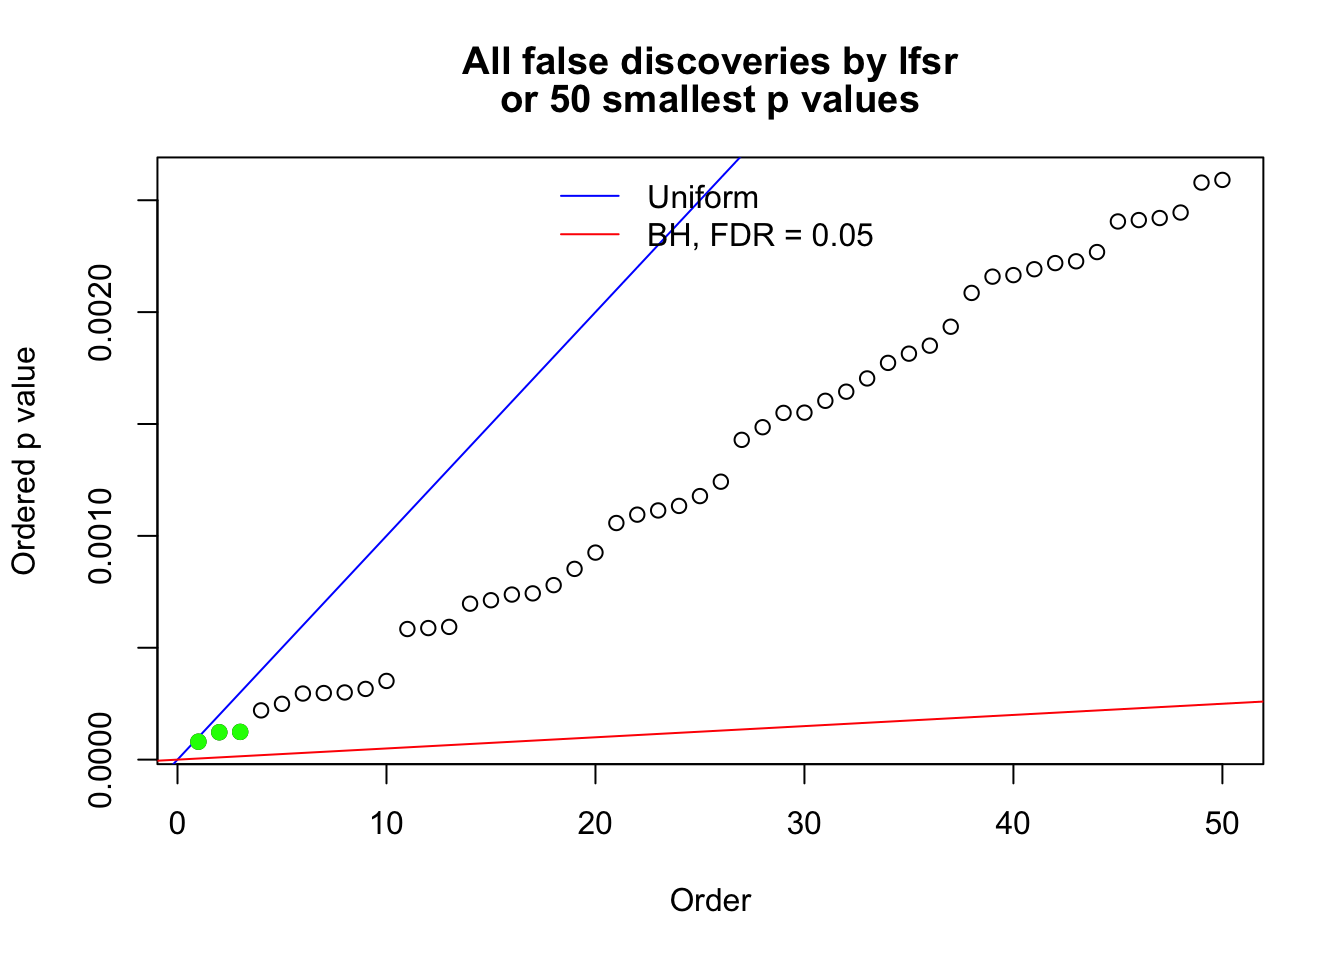 All false discoveries by lfsr
or 50 smallest p values
Uniform
BH, FDR = 0.05
Ordered p value
0.0020
0.0010
0.0000
0 10 20 30 40 50
Order